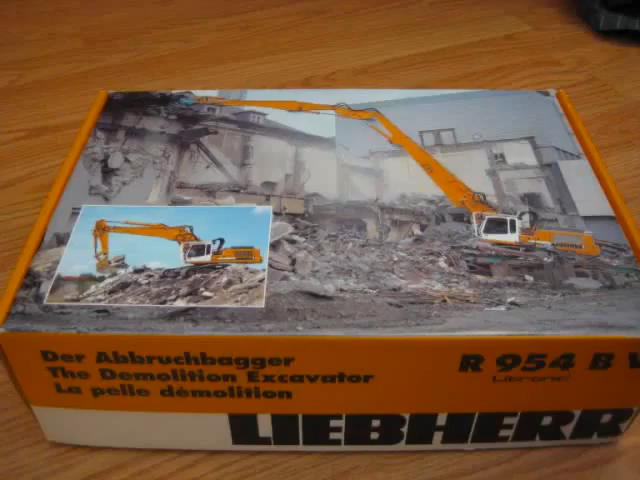 Der Abbruchbagger
The Demolition Excavator
La pelle démolition
R 954 B V
Litronic
LIEBHERR